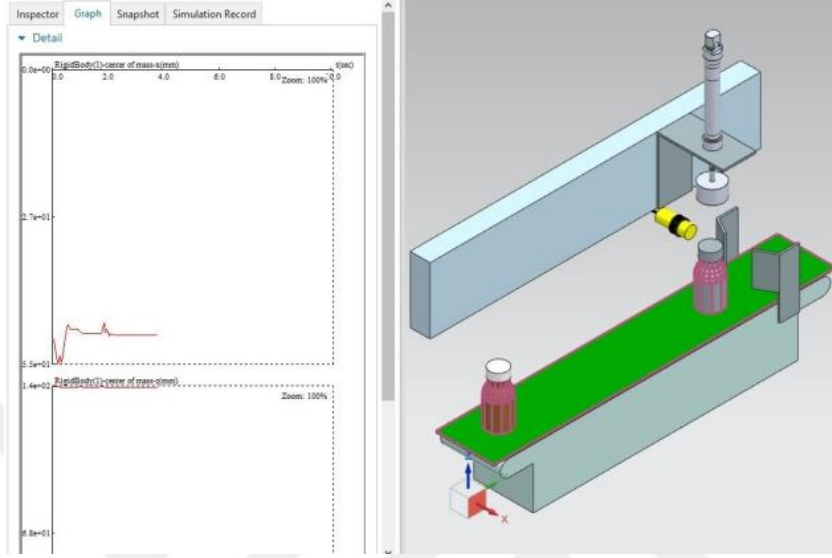 Inspector Graph Snapshot Simulation Record
Detail
RigidBody(1)-center of mass-x(mm) t(sec)
0.0e+00 2.0 4.0 6.0 8.0
Zoom: 100%
2.7e+01
5.5e+01
RigidBody(1)-center of mass-z(mm)
1.4e+02
Zoom: 100%
6.8e+01
Z
X